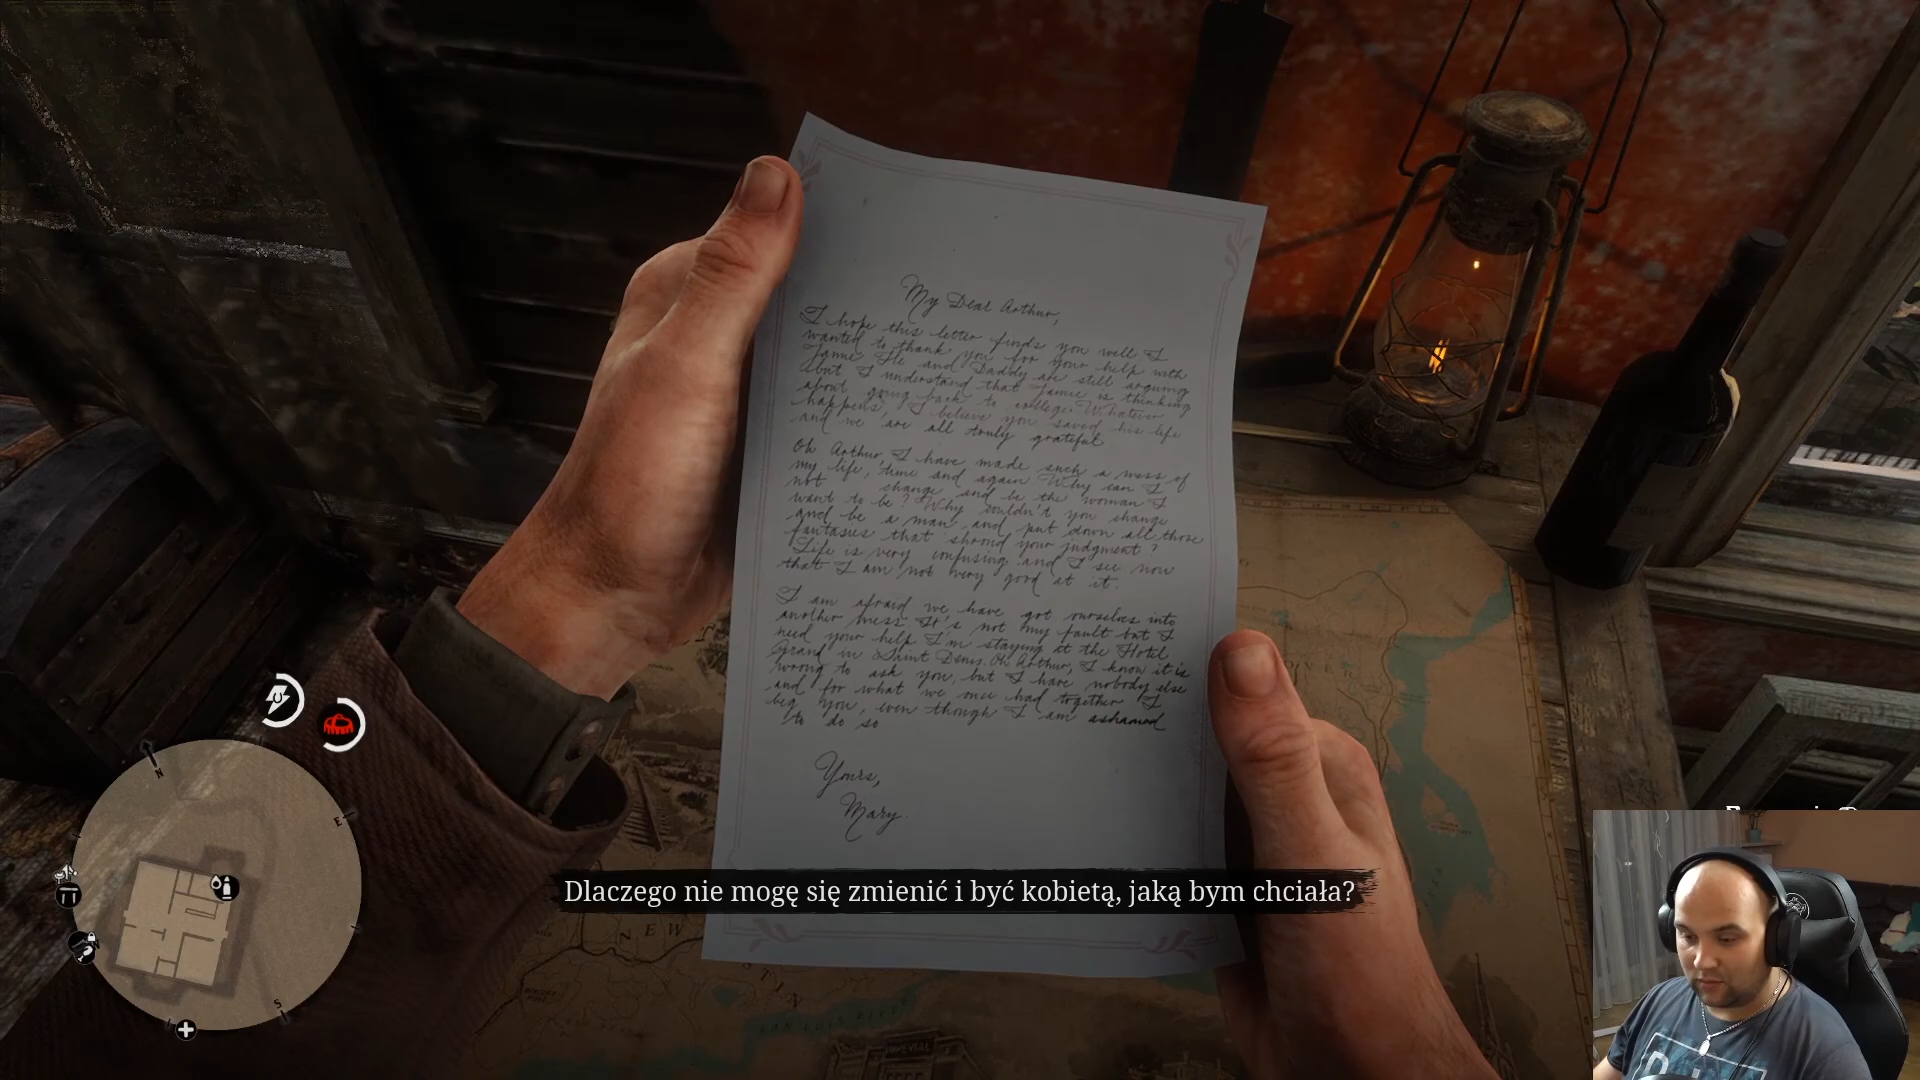 My Dear Arthur,
I hope this letter finds you well I
wanted to thank you for your help with
Jamie He and Daddy are still arguing
but I understand that Jamie is thinking
about going back to college. Whatever
happens, I believe you saved his life
and we are all truly grateful
Oh Arthur, I have made such a mess of
my life, time and again Why can I
not change and be the woman I
want to be? Why couldn't you change
and be a man and put down all those
fantasies that shroud your judgment?
Life is very confusing and I see now
that I am not very good at it.
I am afraid we have got ourselves into
another mess It's not my fault but I
need your help I'm staying at the Hotel
Grand in Saint Denis. Oh Arthur, I know it is
wrong to ask you, but I have nobody else
and for what we once had together I
beg you, even though I am ashamed
to do so
Yours,
Mary.
Dlaczego nie mogę się zmienić i być kobietą, jaką bym chciała?
N
E
S
NEW
SAN LUIS RIVER